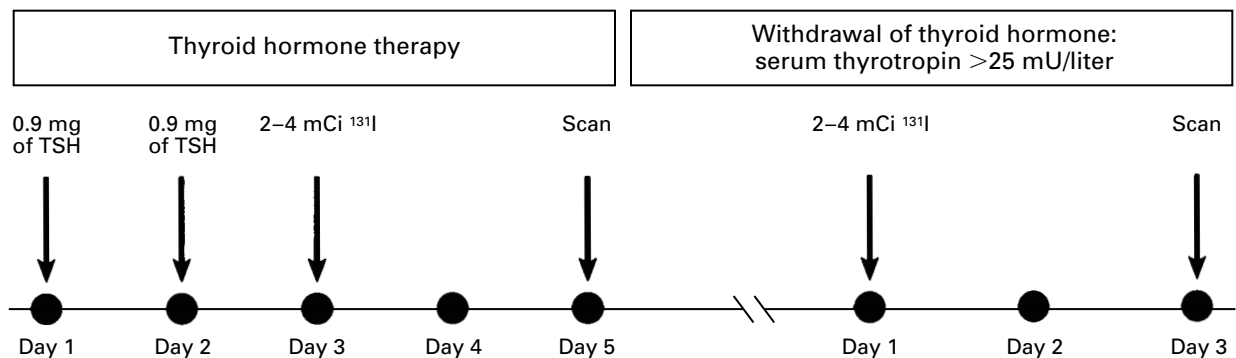 Thyroid hormone therapy
Withdrawal of thyroid hormone:
serum thyrotropin >25 mU/liter
0.9 mg
of TSH
0.9 mg
of TSH
2–4 mCi ¹³¹I
Scan
2–4 mCi ¹³¹I
Scan
Day 1
Day 2
Day 3
Day 4
Day 5
Day 1
Day 2
Day 3